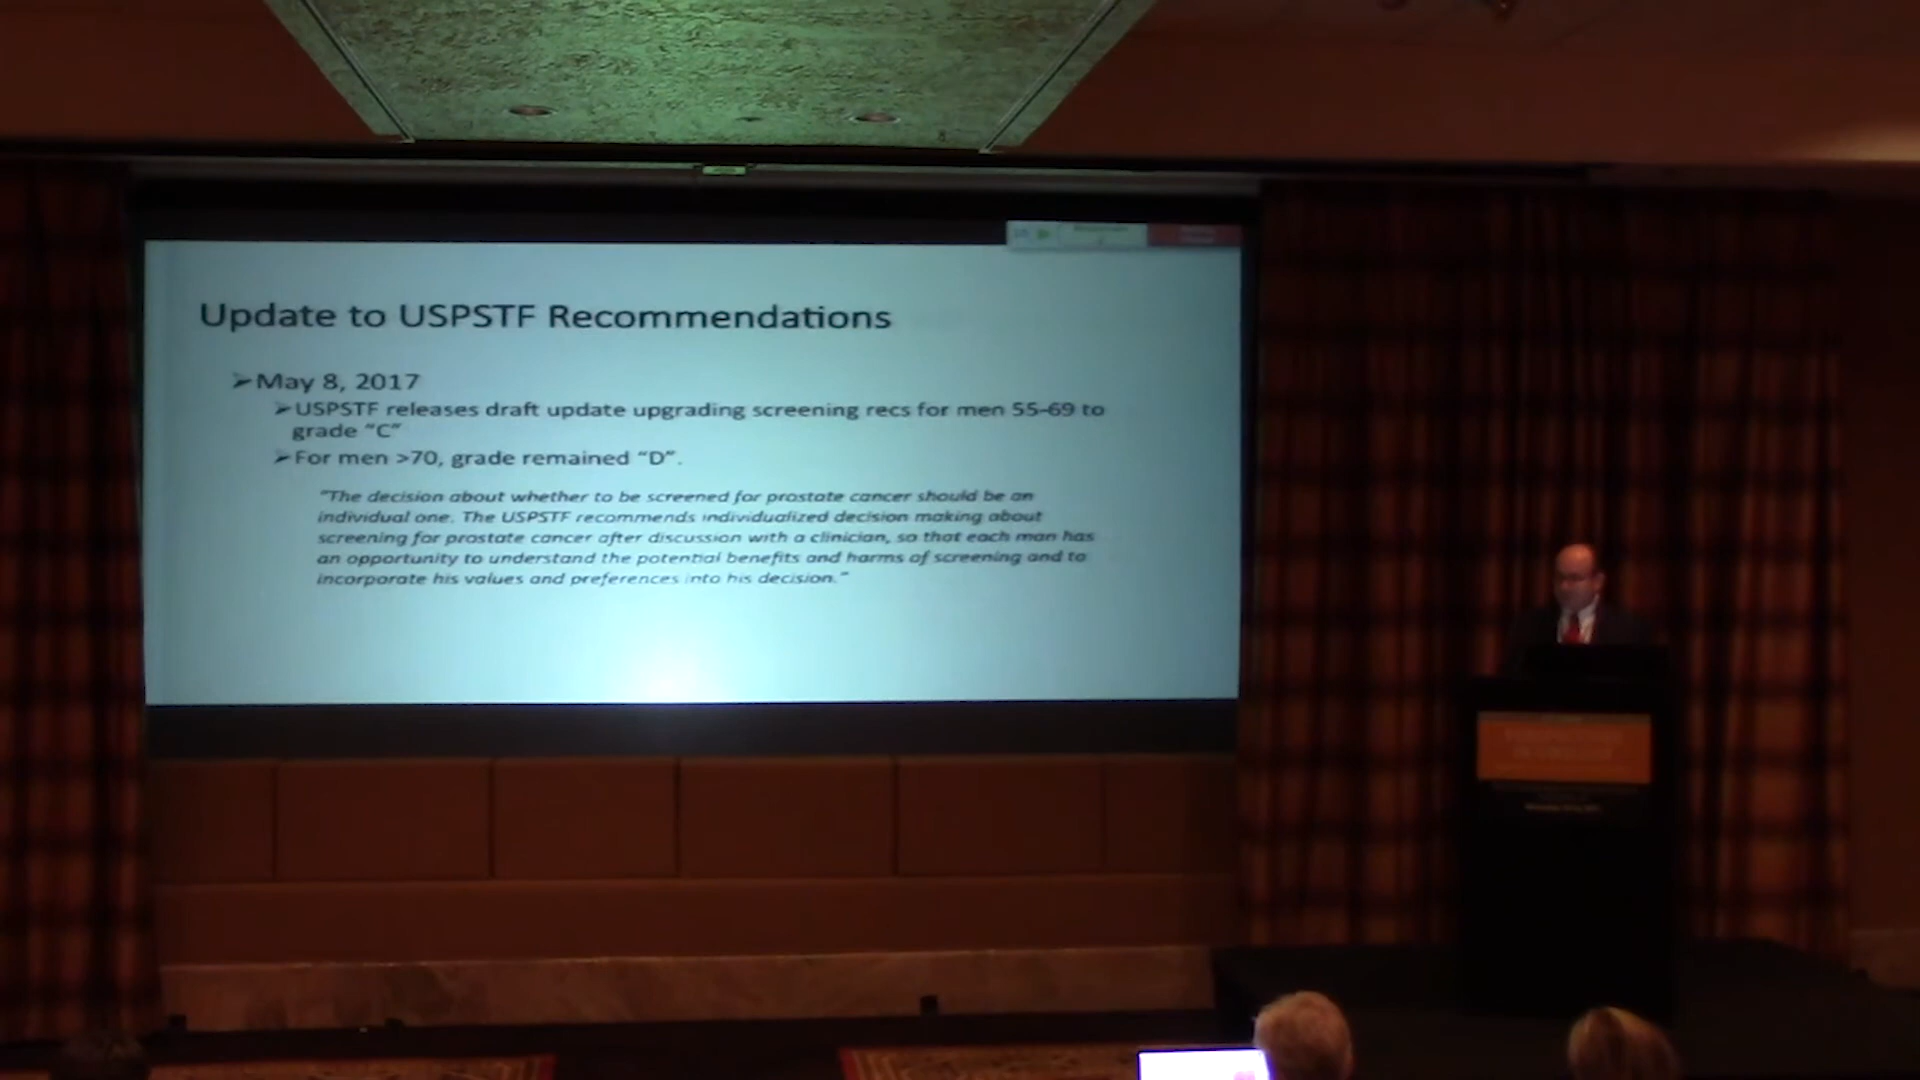 Update to USPSTF Recommendations
➢May 8, 2017
➢USPSTF releases draft update upgrading screening recs for men 55-69 to
grade “C”
➢For men >70, grade remained “D”.
“The decision about whether to be screened for prostate cancer should be an
individual one. The USPSTF recommends individualized decision making about
screening for prostate cancer after discussion with a clinician, so that each man has
an opportunity to understand the potential benefits and harms of screening and to
incorporate his values and preferences into his decision.”